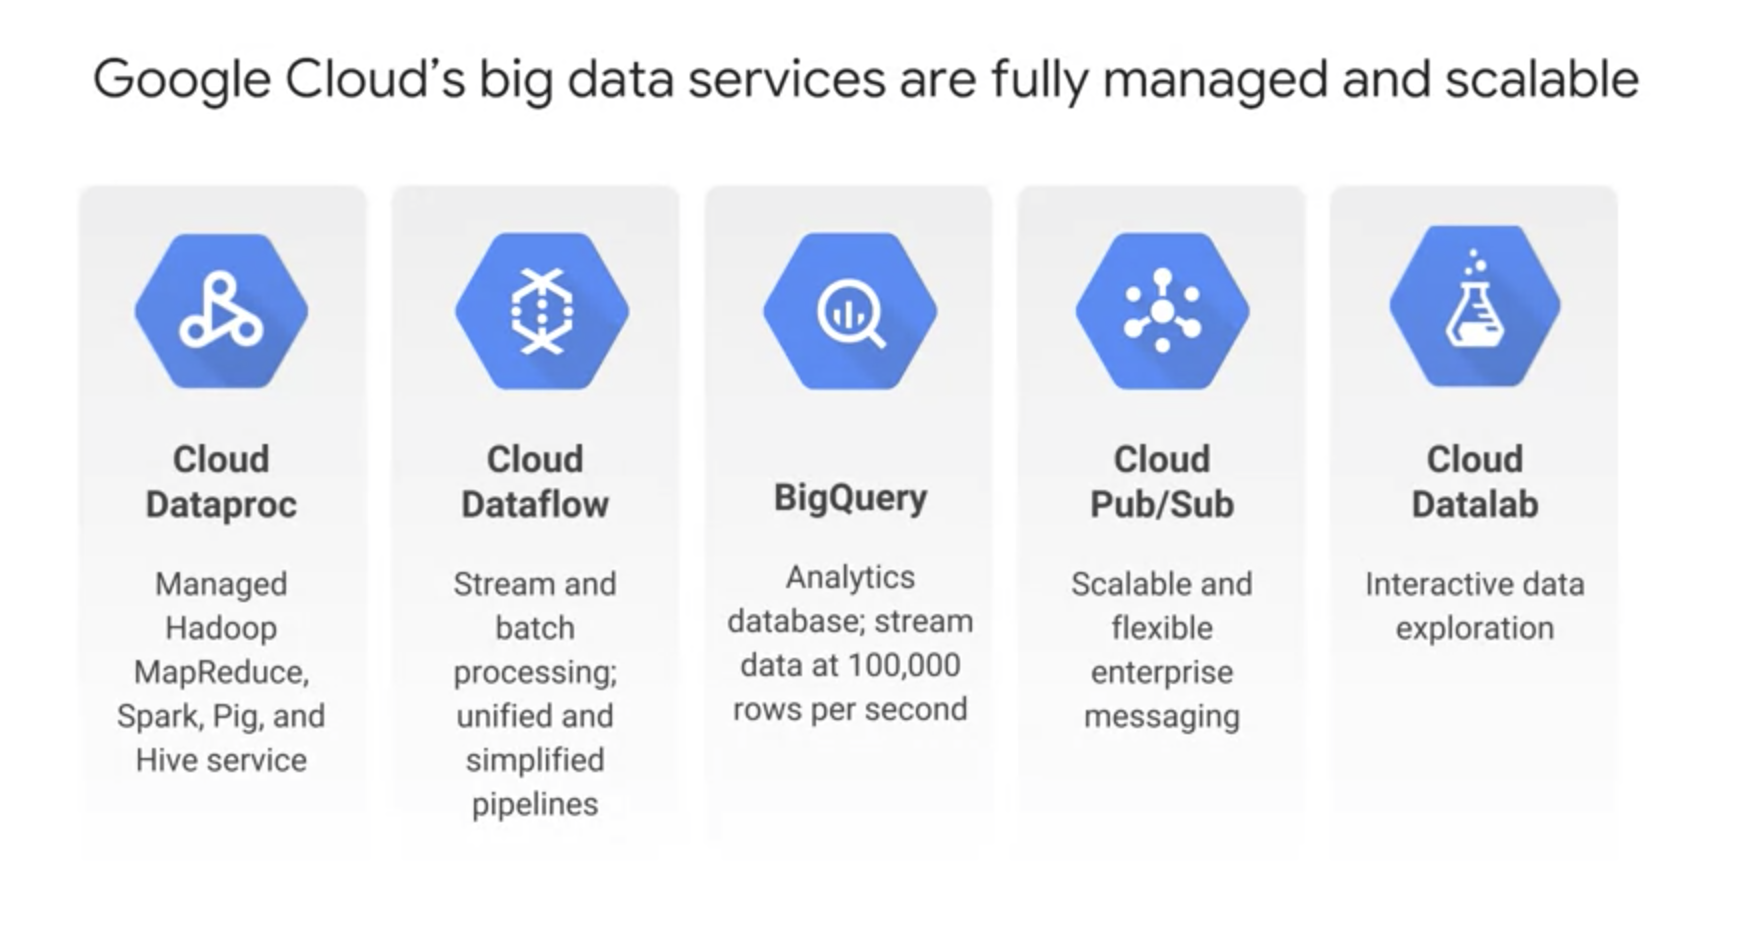 Google Cloud’s big data services are fully managed and scalable
Cloud
Dataproc
Managed
Hadoop
MapReduce,
Spark, Pig, and
Hive service
Cloud
Dataflow
Stream and
batch
processing;
unified and
simplified
pipelines
BigQuery
Analytics
database; stream
data at 100,000
rows per second
Cloud
Pub/Sub
Scalable and
flexible
enterprise
messaging
Cloud
Datalab
Interactive data
exploration